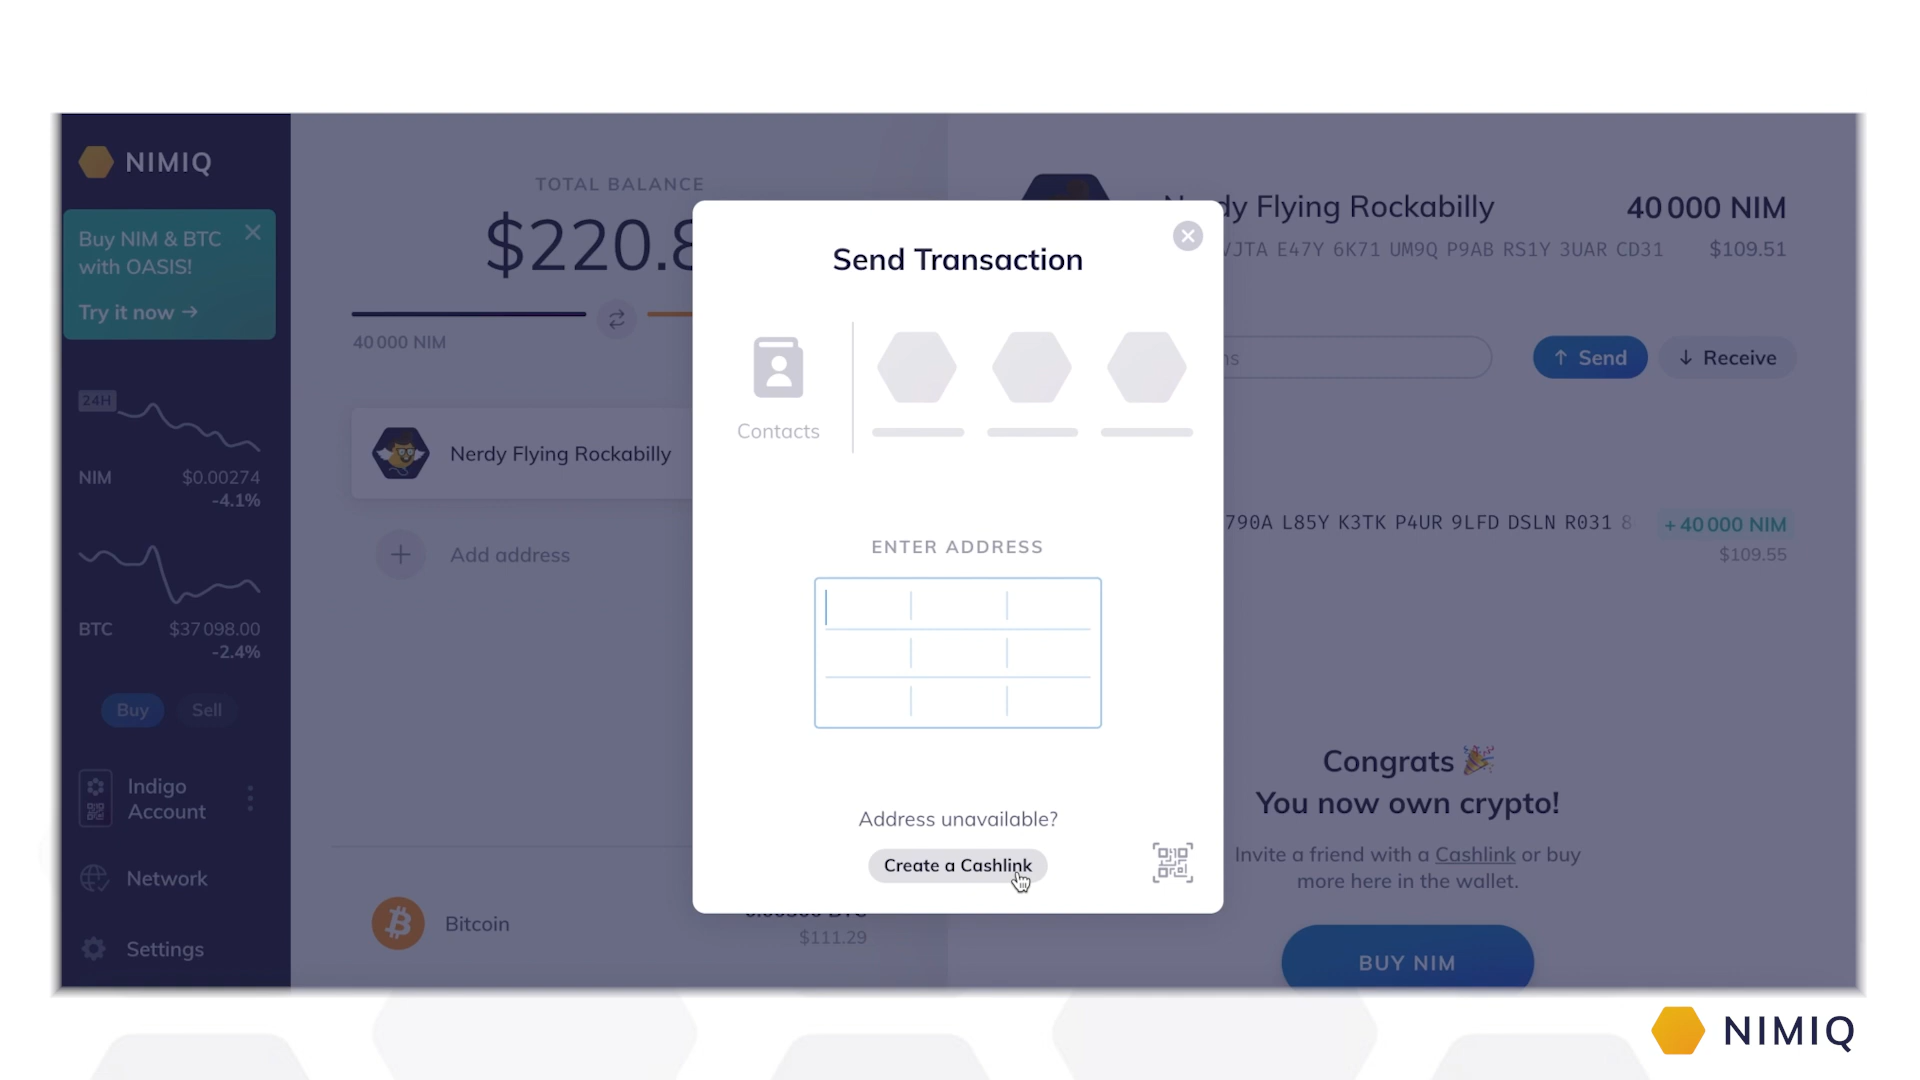 NIMIQ
Buy NIM & BTC
with OASIS!
Try it now →
24H
NIM $0.00274
-4.1%
BTC $37 098.00
-2.4%
Buy Sell
Indigo
Account
Network
Settings
TOTAL BALANCE
$220.8
40 000 NIM
Nerdy Flying Rockabilly
Add address
Bitcoin
$111.29
Send Transaction
Contacts
ENTER ADDRESS
Address unavailable?
Create a Cashlink
Nerdy Flying Rockabilly 40 000 NIM
VJTA E47Y 6K71 UM9Q P9AB RS1Y 3UAR CD31 $109.51
↑ Send ↓ Receive
790A L85Y K3TK P4UR 9LFD DSLN R031 8 + 40 000 NIM
$109.55
Congrats 🎉
You now own crypto!
Invite a friend with a Cashlink or buy
more here in the wallet.
BUY NIM
NIMIQ